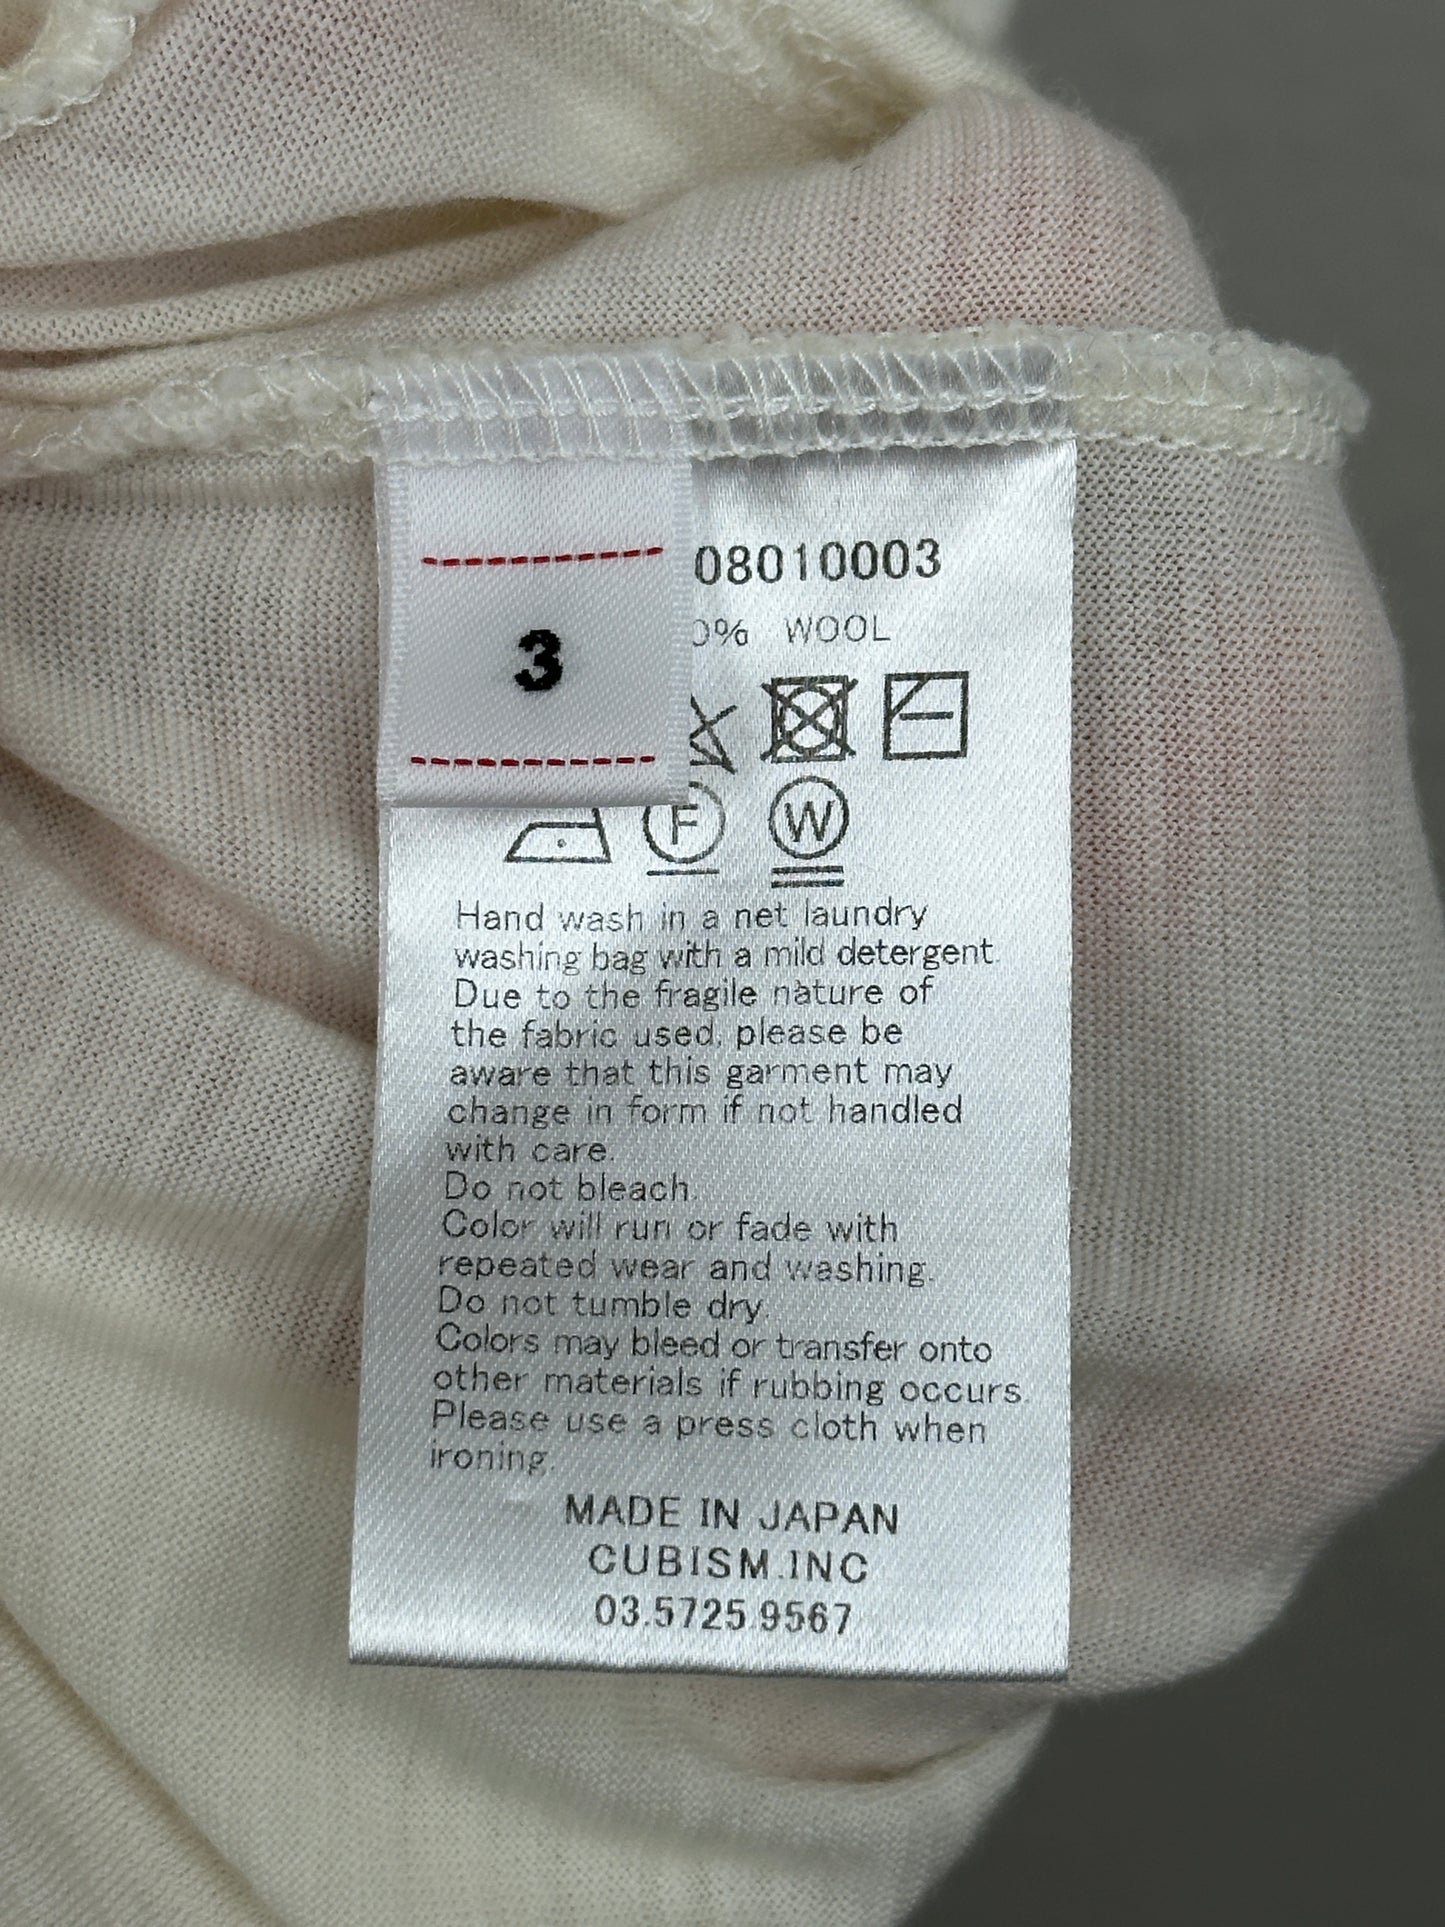 3
08010003
0% WOOL
F
W
Hand wash in a net laundry
washing bag with a mild detergent.
Due to the fragile nature of
the fabric used, please be
aware that this garment may
change in form if not handled
with care.
Do not bleach.
Color will run or fade with
repeated wear and washing.
Do not tumble dry.
Colors may bleed or transfer onto
other materials if rubbing occurs.
Please use a press cloth when
ironing.
MADE IN JAPAN
CUBISM.INC
03.5725.9567